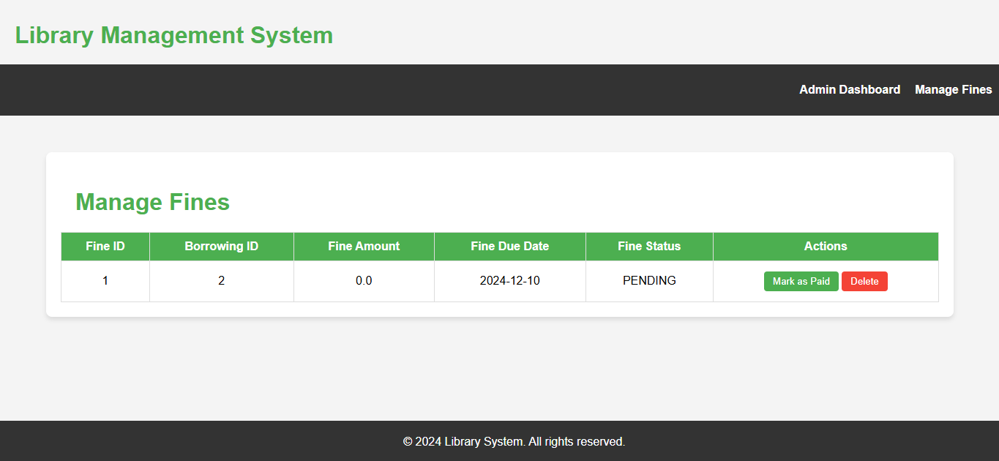 Library Management System
Admin Dashboard Manage Fines
Manage Fines
Fine ID Borrowing ID Fine Amount Fine Due Date Fine Status Actions
1 2 0.0 2024-12-10 PENDING Mark as Paid Delete
© 2024 Library System. All rights reserved.